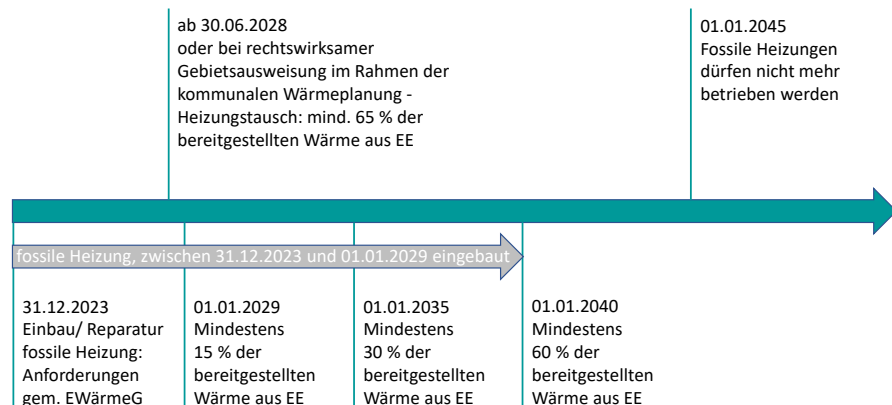 ab 30.06.2028
oder bei rechtswirksamer
Gebietsausweisung im Rahmen der
kommunalen Wärmeplanung -
Heizungstausch: mind. 65 % der
bereitgestellten Wärme aus EE
01.01.2045
Fossile Heizungen
dürfen nicht mehr
betrieben werden
fossile Heizung, zwischen 31.12.2023 und 01.01.2029 eingebaut
31.12.2023
Einbau/ Reparatur
fossile Heizung:
Anforderungen
gem. EWärmeG
01.01.2029
Mindestens
15 % der
bereitgestellten
Wärme aus EE
01.01.2035
Mindestens
30 % der
bereitgestellten
Wärme aus EE
01.01.2040
Mindestens
60 % der
bereitgestellten
Wärme aus EE